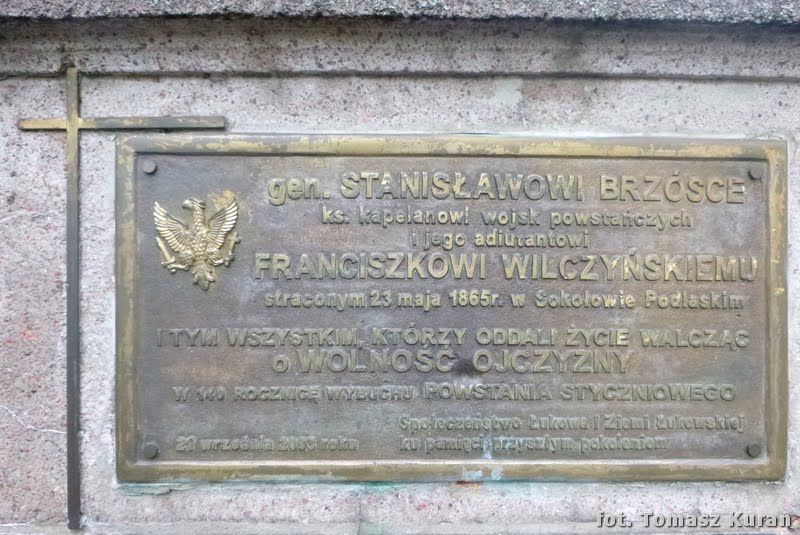 gen. STANISŁAWOWI BRZÓSCE
ks. kapelanowi wojsk powstańczych
i jego adiutantowi
FRANCISZKOWI WILCZYŃSKIEMU
straconym 23 maja 1865r. w Sokołowie Podlaskim
I TYM WSZYSTKIM, KTÓRZY ODDALI ŻYCIE WALCZĄC
o WOLNOŚĆ OJCZYZNY
W 140 ROCZNICĘ WYBUCHU POWSTANIA STYCZNIOWEGO
Społeczeństwo Łukowa i Ziemi Łukowskiej
wrześdnia 2003 roku ku pamięci przyszłym pokoleniom
fot. Tomasz Kuran